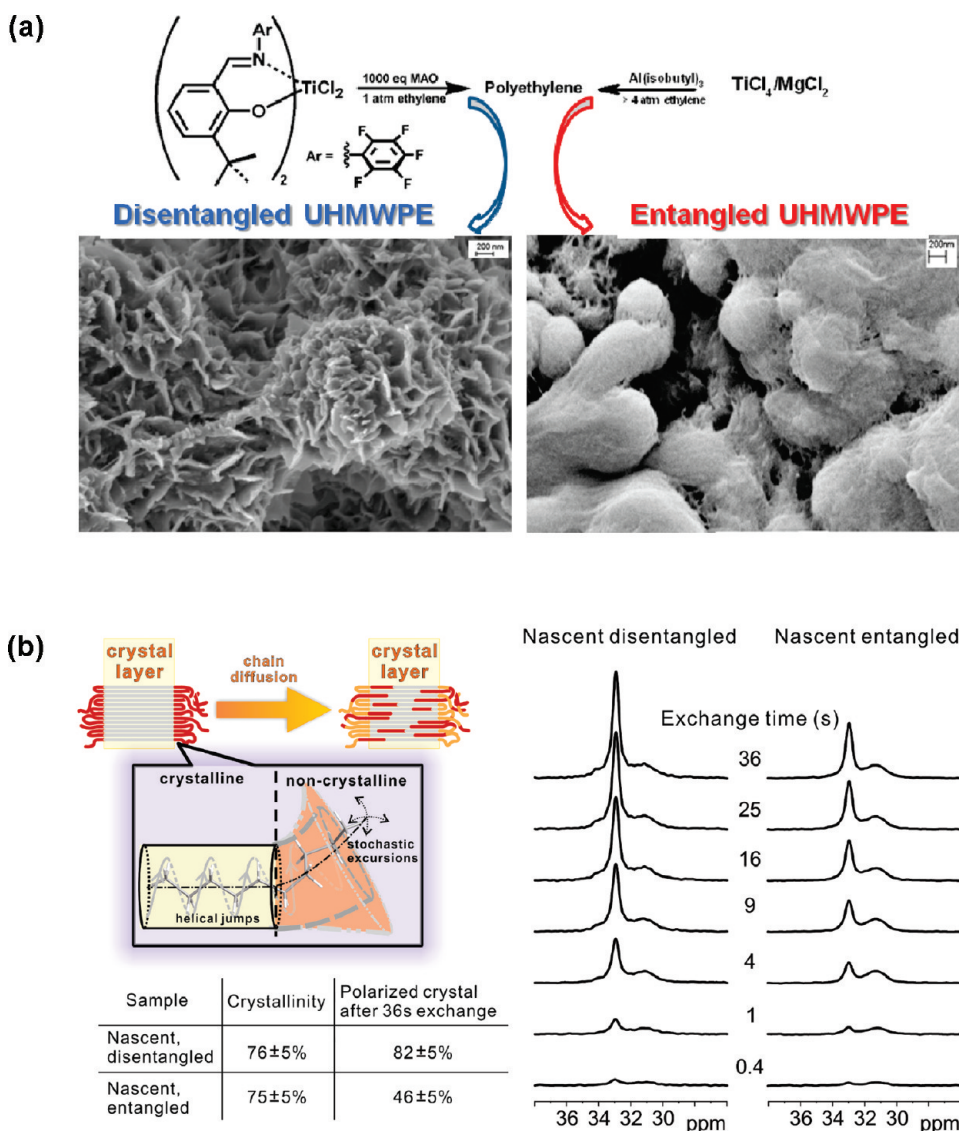 (a)
Ar
N
TiCl2
O
2
1000 eq MAO
1 atm ethylene
Polyethylene
Al(isobutyl)3
> 4 atm ethylene
TiCl4/MgCl2
Ar =
F
F
F
F
F
Disentangled UHMWPE
Entangled UHMWPE
200 nm
200nm
(b)
crystal
layer
chain
diffusion
crystal
layer
crystalline
non-crystalline
stochastic
excursions
helical jumps
Sample
Crystallinity
Polarized crystal
after 36s exchange
Nascent,
disentangled
76±5%
82±5%
Nascent,
entangled
75±5%
46±5%
Nascent disentangled
Nascent entangled
Exchange time (s)
36
25
16
9
4
1
0.4
36 34 32 30 ppm
36 34 32 30 ppm